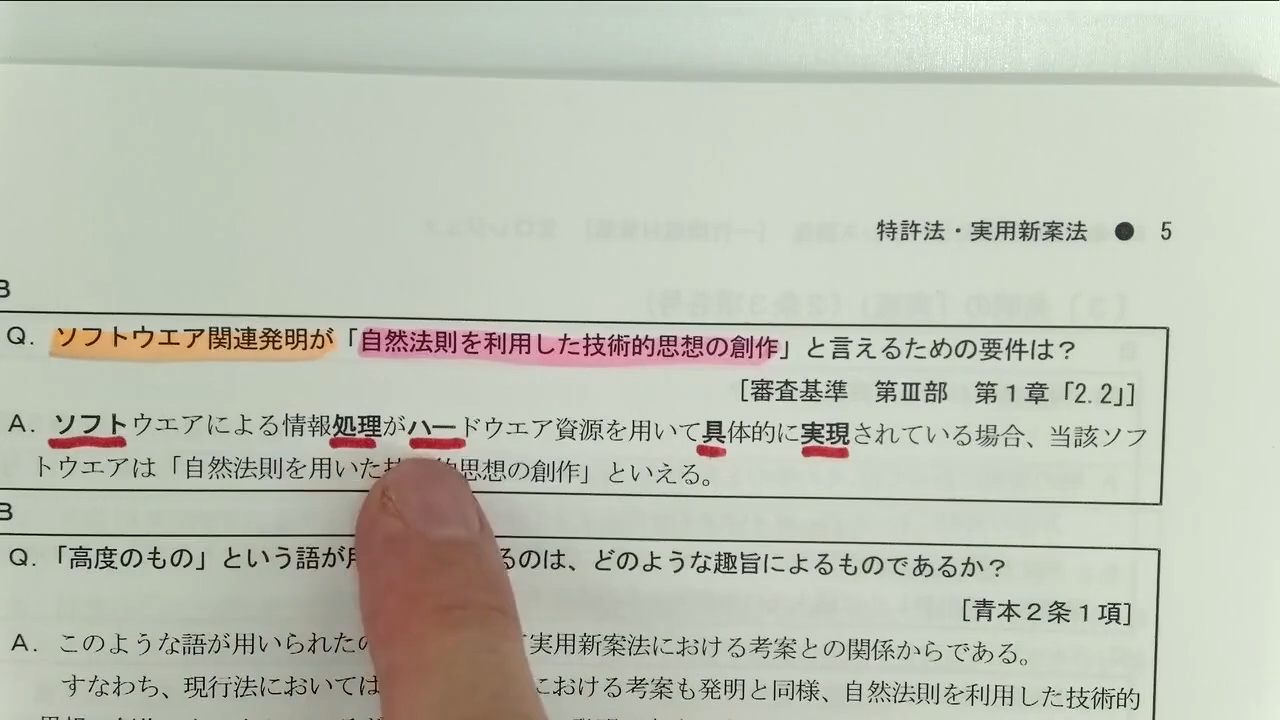 特許法・実用新案法 ● 5
B
Q. ソフトウエア関連発明が「自然法則を利用した技術的思想の創作」と言えるための要件は？
[審査基準 第Ⅲ部 第1章「2.2」]
A. ソフトウエアによる情報処理がハードウエア資源を用いて具体的に実現されている場合、当該ソフ
トウエアは「自然法則を用いた技 思想の創作」といえる。
B
Q. 「高度のもの」という語が るのは、どのような趣旨によるものであるか？
[青本2条1項]
A. このような語が用いられた 実用新案法における考案との関係からである。
すなわち、現行法においては における考案も発明と同様、自然法則を利用した技術的